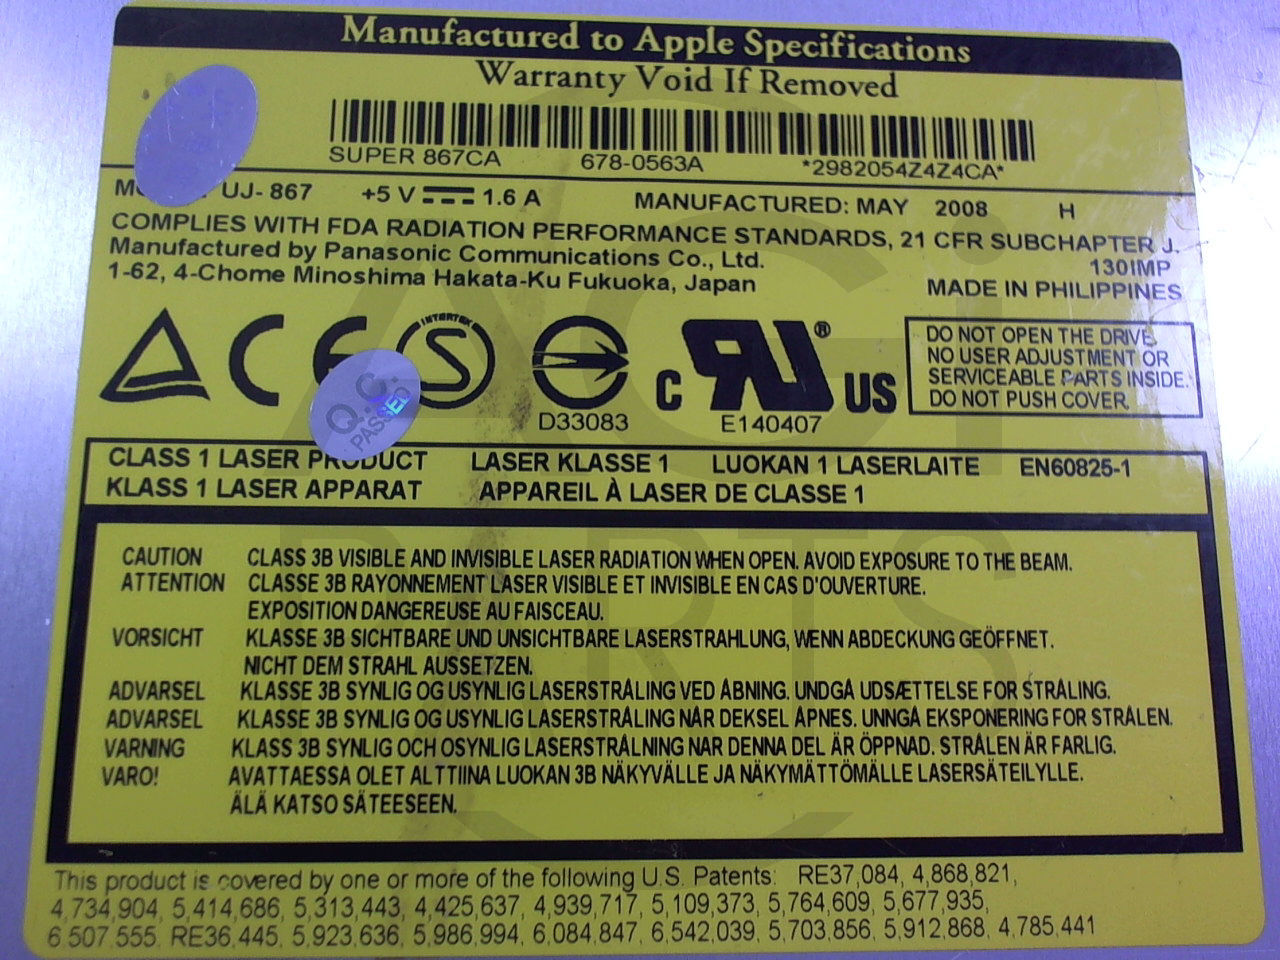 Manufactured to Apple Specifications
Warranty Void If Removed
SUPER 867CA 678-0563A *2982054Z4Z4CA*
UJ-867 +5 V 1.6 A MANUFACTURED: MAY 2008 H
COMPLIES WITH FDA RADIATION PERFORMANCE STANDARDS, 21 CFR SUBCHAPTER J.
Manufactured by Panasonic Communications Co., Ltd.
130IMP
1-62, 4-Chome Minoshima Hakata-Ku Fukuoka, Japan
MADE IN PHILIPPINES
CE
INTERTEK
S
D33083
C RU ® US
E140407
DO NOT OPEN THE DRIVE.
NO USER ADJUSTMENT OR
SERVICEABLE PARTS INSIDE.
DO NOT PUSH COVER.
Q.C.
PASSED
CLASS 1 LASER PRODUCT LASER KLASSE 1 LUOKAN 1 LASERLAITE EN60825-1
KLASS 1 LASER APPARAT APPAREIL À LASER DE CLASSE 1
CAUTION CLASS 3B VISIBLE AND INVISIBLE LASER RADIATION WHEN OPEN. AVOID EXPOSURE TO THE BEAM.
ATTENTION CLASSE 3B RAYONNEMENT LASER VISIBLE ET INVISIBLE EN CAS D'OUVERTURE.
EXPOSITION DANGEREUSE AU FAISCEAU.
VORSICHT KLASSE 3B SICHTBARE UND UNSICHTBARE LASERSTRAHLUNG, WENN ABDECKUNG GEÖFFNET.
NICHT DEM STRAHL AUSSETZEN.
ADVARSEL KLASSE 3B SYNLIG OG USYNLIG LASERSTRÅLING VED ÅBNING. UNDGÅ UDSÆTTELSE FOR STRÅLING.
ADVARSEL KLASSE 3B SYNLIG OG USYNLIG LASERSTRÅLING NÅR DEKSEL ÅPNES. UNNGÅ EKSPONERING FOR STRÅLEN.
VARNING KLASS 3B SYNLIG OCH OSYNLIG LASERSTRÅLNING NÄR DENNA DEL ÄR ÖPPNAD. STRÅLEN ÄR FARLIG.
VARO! AVATTAESSA OLET ALTTIINA LUOKAN 3B NÄKYVÄLLE JA NÄKYMÄTTÖMÄLLE LASERSÄTEILYLLE.
ÄLÄ KATSO SÄTEESEEN.
This product is covered by one or more of the following U.S. Patents: RE37,084, 4,868,821,
4,734,904, 5,414,686, 5,313,443, 4,425,637, 4,939,717, 5,109,373, 5,764,609, 5,677,935,
6,507,555, RE36,445, 5,923,636, 5,986,994, 6,084,847, 6,542,039, 5,703,856, 5,912,868, 4,785,441
AGi
PARTS